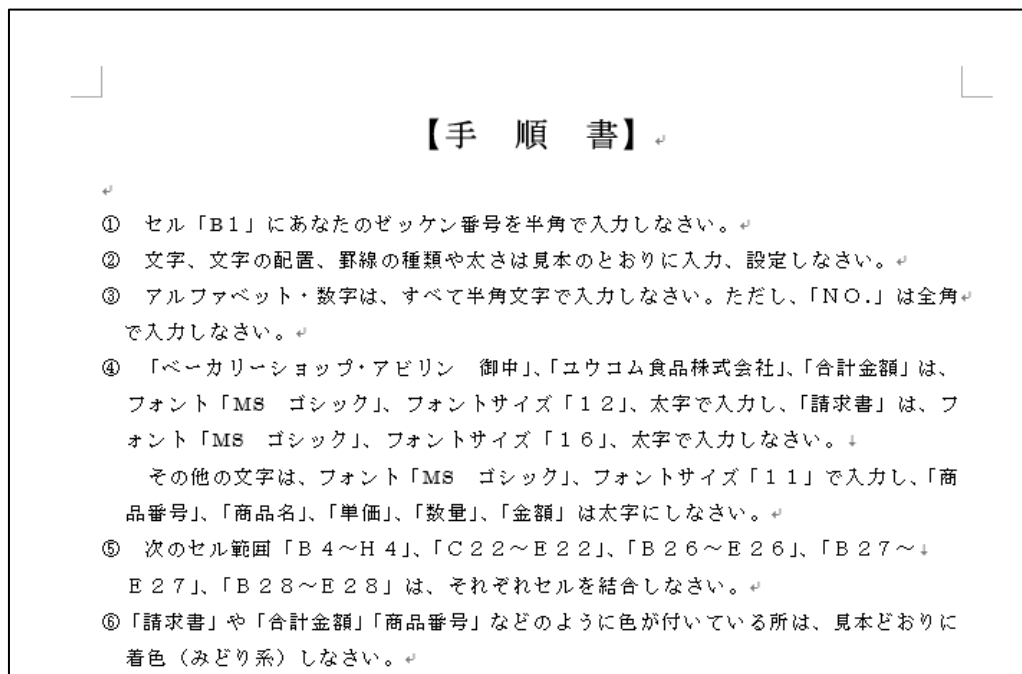 【手　順　書】
①　セル「B1」にあなたのゼッケン番号を半角で入力しなさい。
②　文字、文字の配置、罫線の種類や太さは見本のとおりに入力、設定しなさい。
③　アルファベット・数字は、すべて半角文字で入力しなさい。ただし、「ＮＯ.」は全角
で入力しなさい。
④　「ベーカリーショップ・アビリン　御中」、「ユウコム食品株式会社」、「合計金額」は、
フォント「MS　ゴシック」、フォントサイズ「１２」、太字で入力し、「請求書」は、フ
ォント「MS　ゴシック」、フォントサイズ「１６」、太字で入力しなさい。
その他の文字は、フォント「MS　ゴシック」、フォントサイズ「１１」で入力し、「商
品番号」、「商品名」、「単価」、「数量」、「金額」は太字にしなさい。
⑤　次のセル範囲「Ｂ４～Ｈ４」、「Ｃ２２～Ｅ２２」、「Ｂ２６～Ｅ２６」、「Ｂ２７～
Ｅ２７」、「Ｂ２８～Ｅ２８」は、それぞれセルを結合しなさい。
⑥「請求書」や「合計金額」「商品番号」などのように色が付いている所は、見本どおりに
着色（みどり系）しなさい。